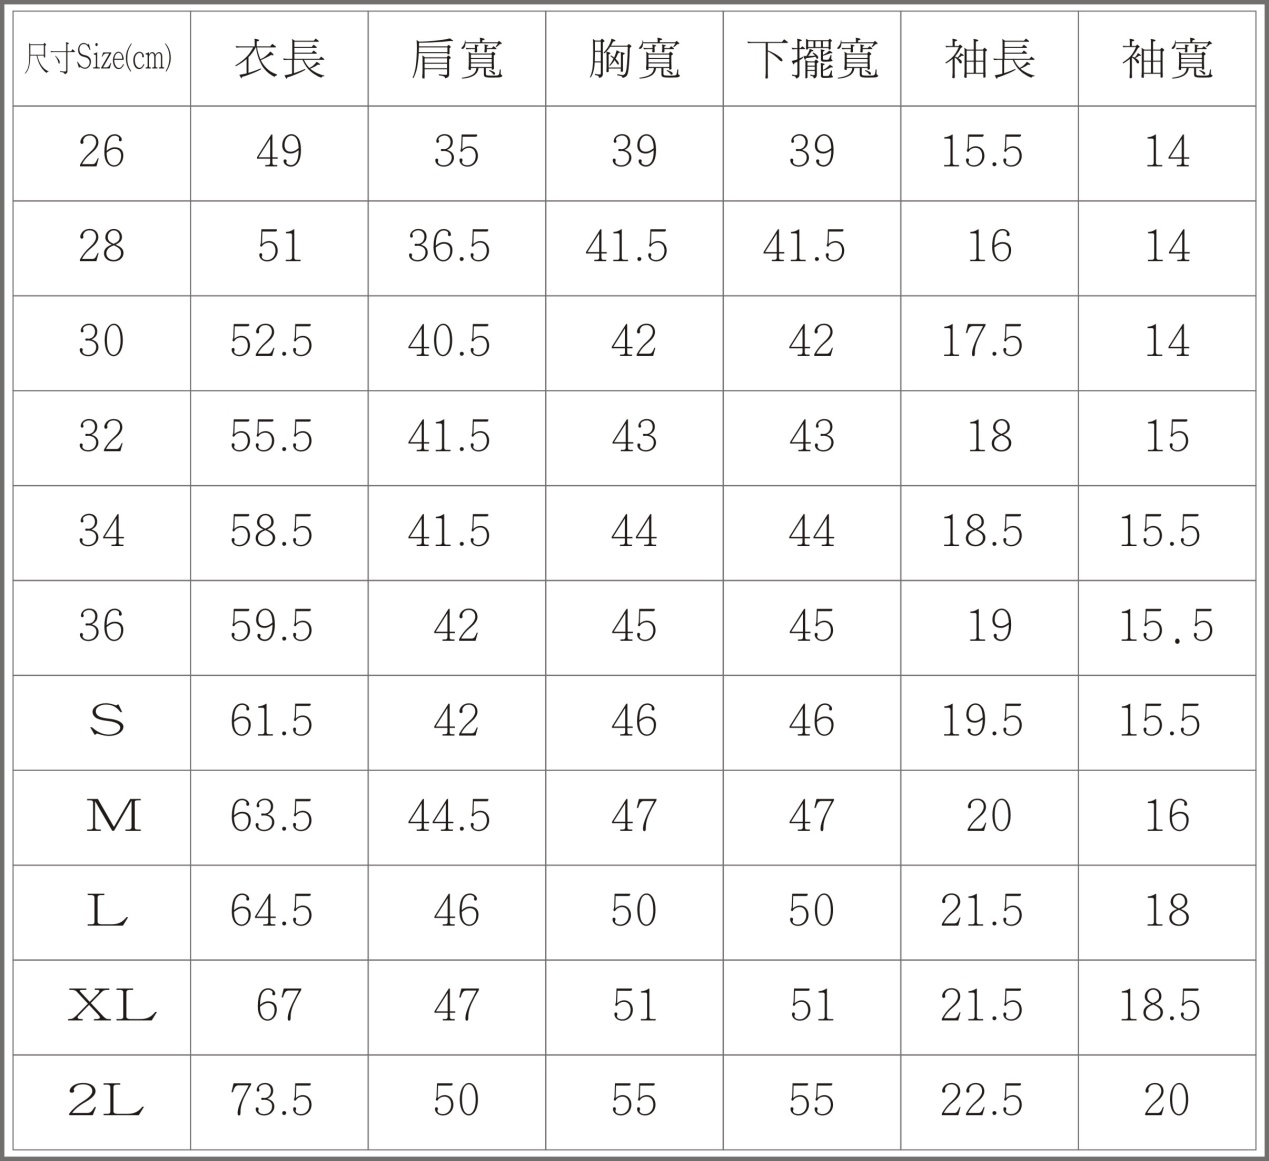 尺寸Size(cm) 衣長 肩寬 胸寬 下擺寬 袖長 袖寬
26 49 35 39 39 15.5 14
28 51 36.5 41.5 41.5 16 14
30 52.5 40.5 42 42 17.5 14
32 55.5 41.5 43 43 18 15
34 58.5 41.5 44 44 18.5 15.5
36 59.5 42 45 45 19 15.5
S 61.5 42 46 46 19.5 15.5
M 63.5 44.5 47 47 20 16
L 64.5 46 50 50 21.5 18
XL 67 47 51 51 21.5 18.5
2L 73.5 50 55 55 22.5 20